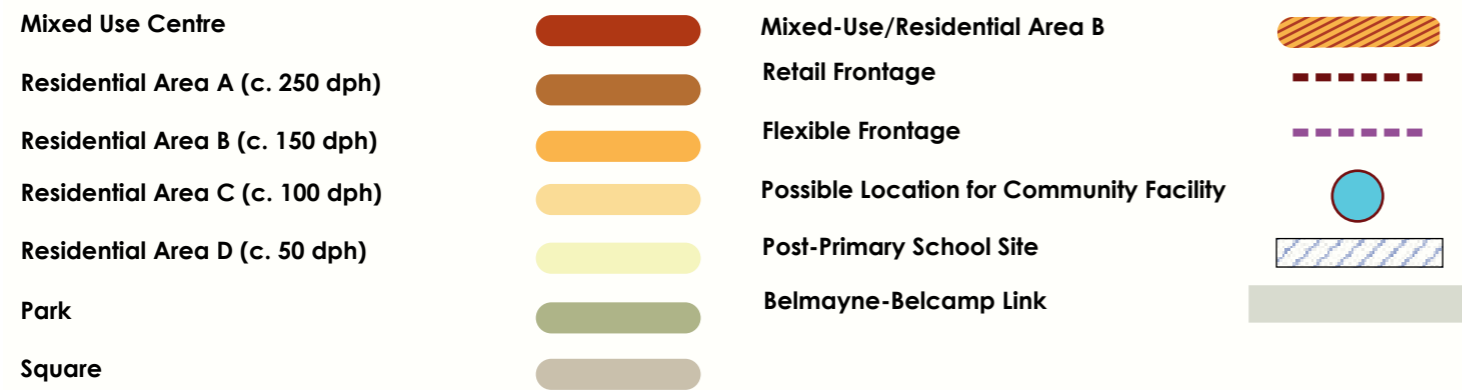 Mixed Use Centre
Residential Area A (c. 250 dph)
Residential Area B (c. 150 dph)
Residential Area C (c. 100 dph)
Residential Area D (c. 50 dph)
Park
Square
Mixed-Use/Residential Area B
Retail Frontage
Flexible Frontage
Possible Location for Community Facility
Post-Primary School Site
Belmayne-Belcamp Link